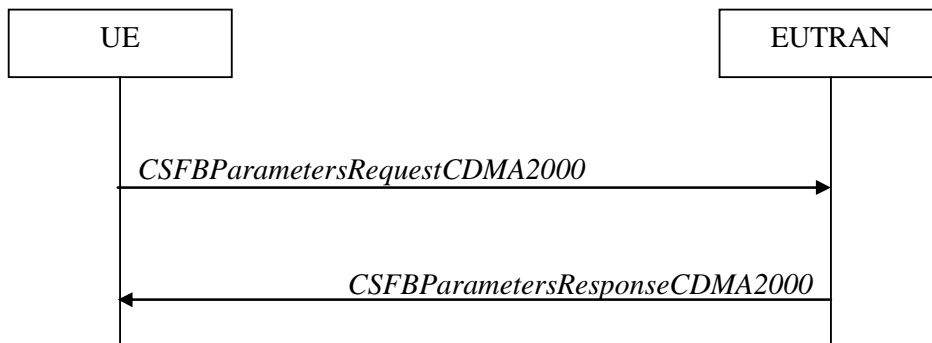 UE
EUTRAN
CSFBParametersRequestCDMA2000
CSFBParametersResponseCDMA2000